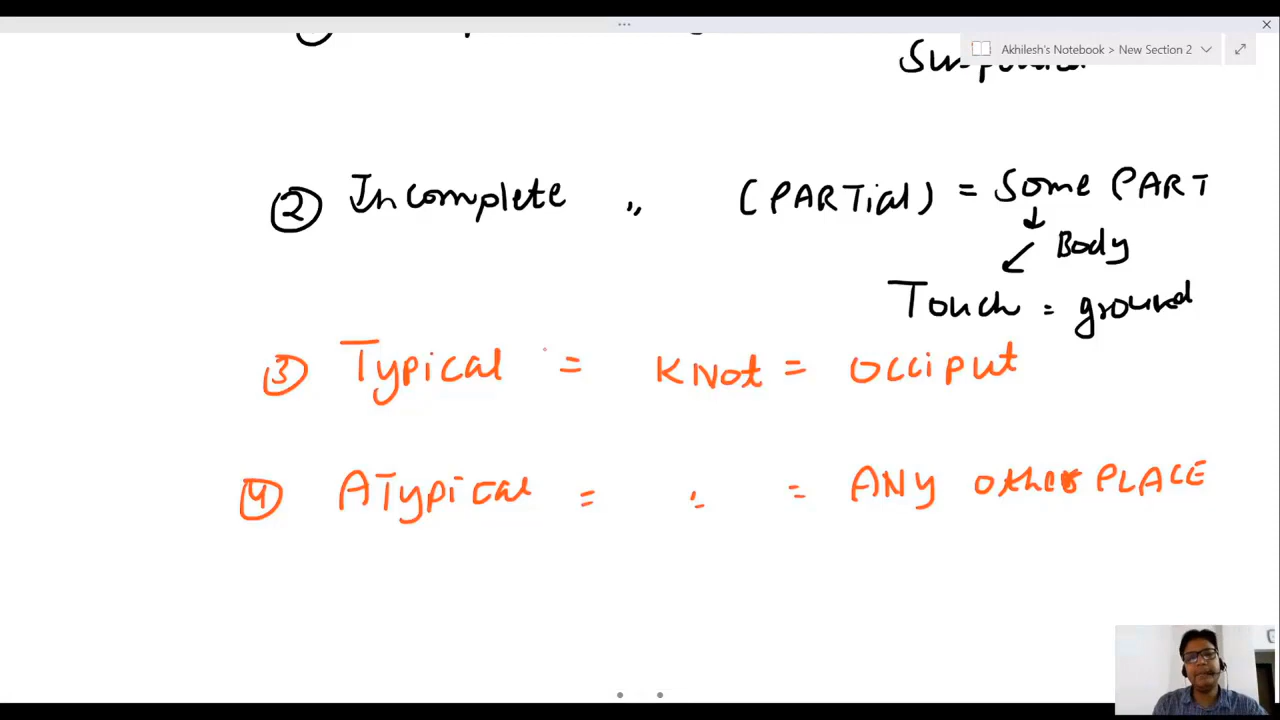 Akhilesh's Notebook > New Section 2
② Incomplete ,, (PARTial) = Some PART
Body
Touch = ground
③ Typical = KNot = OCCiput
④ ATypical = : = ANY other PLACE